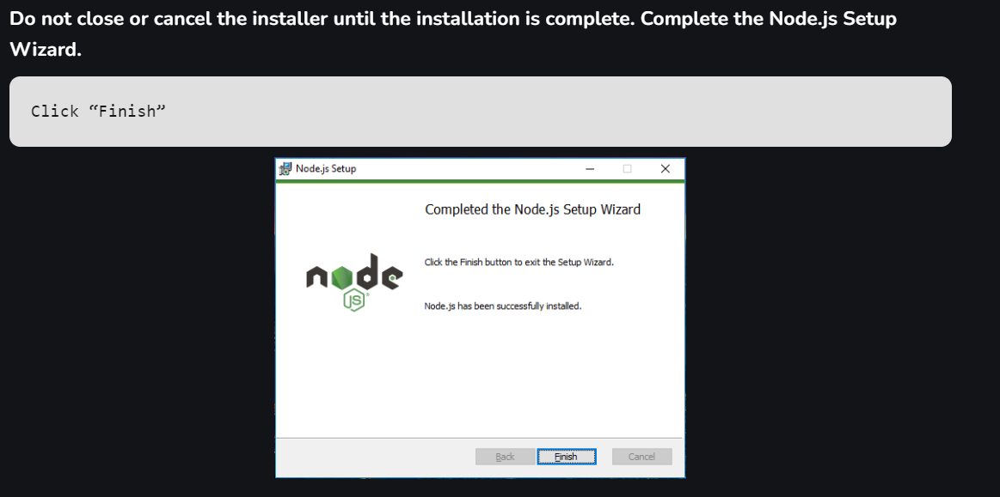 Do not close or cancel the installer until the installation is complete. Complete the Node.js Setup
Wizard.
Click “Finish”
Node.js Setup
Completed the Node.js Setup Wizard
Click the Finish button to exit the Setup Wizard.
node
JS
Node.js has been successfully installed.
Back Finish Cancel